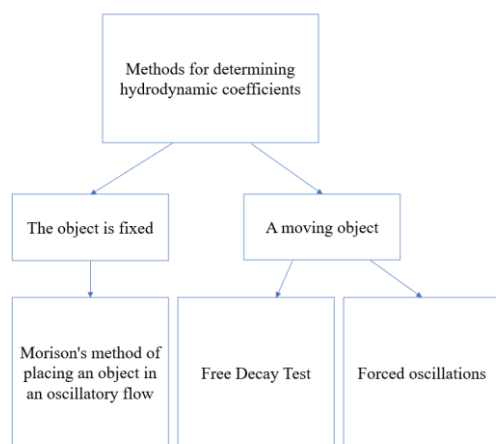 Methods for determining
hydrodynamic coefficients
The object is fixed
A moving object
Morison's method of
placing an object in
an oscillatory flow
Free Decay Test
Forced oscillations